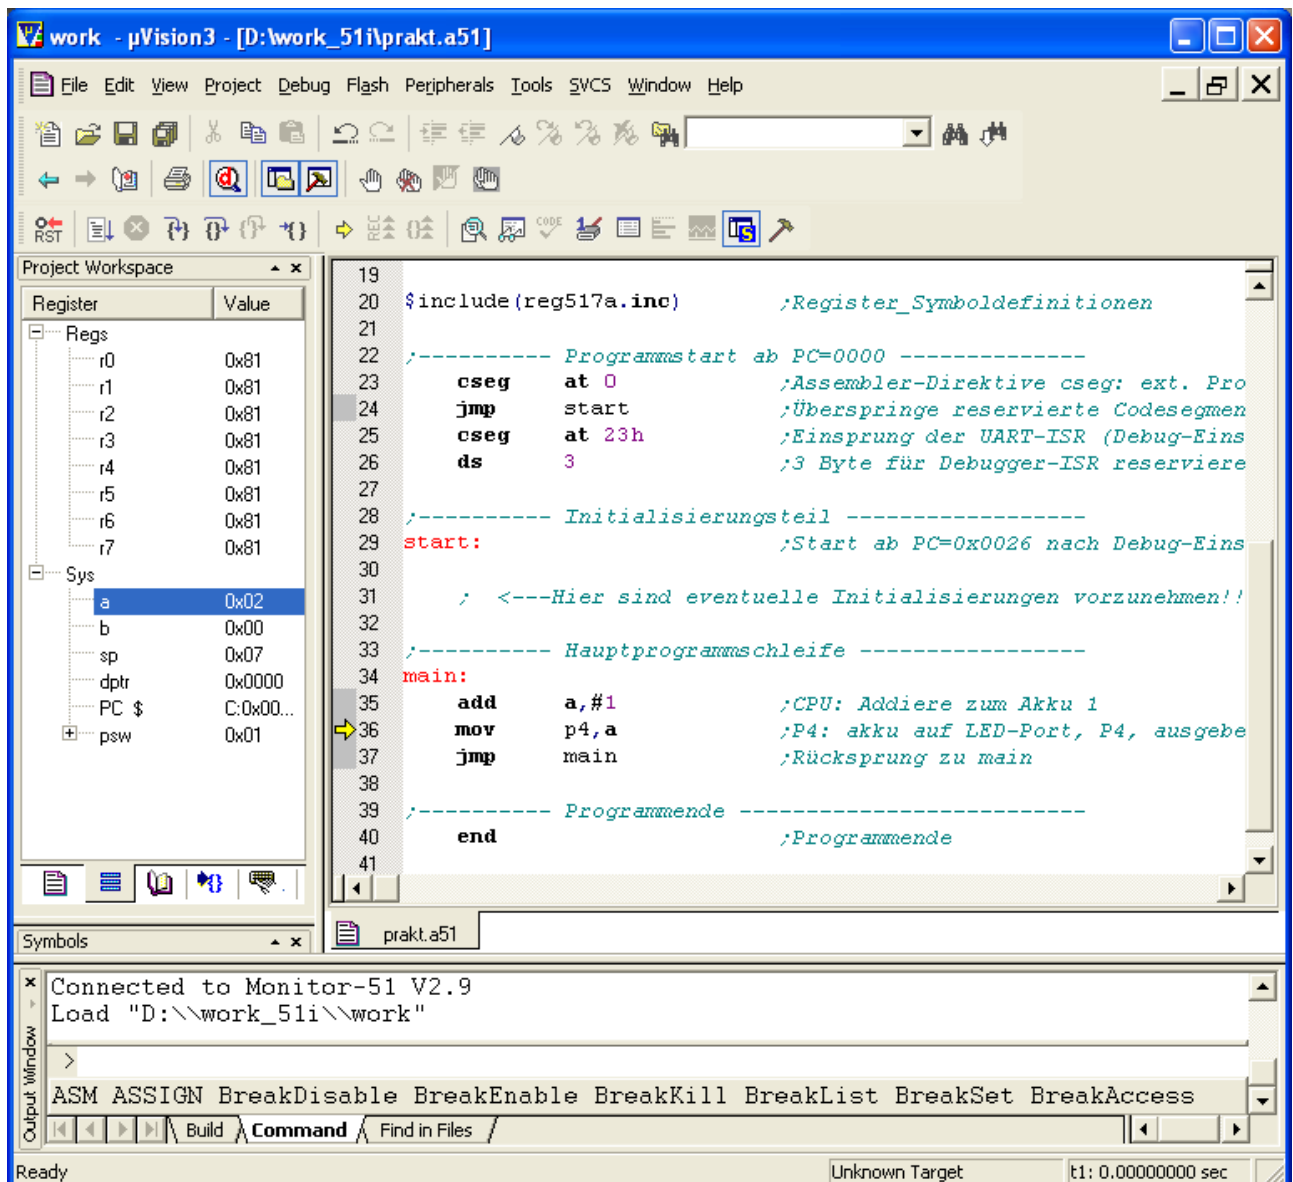 work - µVision3 - [D:\work_51i\prakt.a51]
File Edit View Project Debug Flash Peripherals Tools SVCS Window Help
RST CODE
Project Workspace
Register Value
Regs
r0 0x81
r1 0x81
r2 0x81
r3 0x81
r4 0x81
r5 0x81
r6 0x81
r7 0x81
Sys
a 0x02
b 0x00
sp 0x07
dptr 0x0000
PC $ C:0x00...
psw 0x01
Symbols
19
20 $include(reg517a.inc) ;Register_Symboldefinitionen
21
22 ;---------- Programmstart ab PC=0000 --------------
23 cseg at 0 ;Assembler-Direktive cseg: ext. Pro
24 jmp start ;Überspringe reservierte Codesegmen
25 cseg at 23h ;Einsprung der UART-ISR (Debug-Eins
26 ds 3 ;3 Byte für Debugger-ISR reserviere
27
28 ;---------- Initialisierungsteil ------------------
29 start: ;Start ab PC=0x0026 nach Debug-Eins
30
31 ; <---Hier sind eventuelle Initialisierungen vorzunehmen!!
32
33 ;---------- Hauptprogrammschleife -----------------
34 main:
35 add a,#1 ;CPU: Addiere zum Akku 1
36 mov p4,a ;P4: akku auf LED-Port, P4, ausgebe
37 jmp main ;Rücksprung zu main
38
39 ;---------- Programmende --------------------------
40 end ;Programmende
41
prakt.a51
Output Window
Connected to Monitor-51 V2.9
Load "D:\\work_51i\\work"
>
ASM ASSIGN BreakDisable BreakEnable BreakKill BreakList BreakSet BreakAccess
Build Command Find in Files
Ready Unknown Target t1: 0.00000000 sec